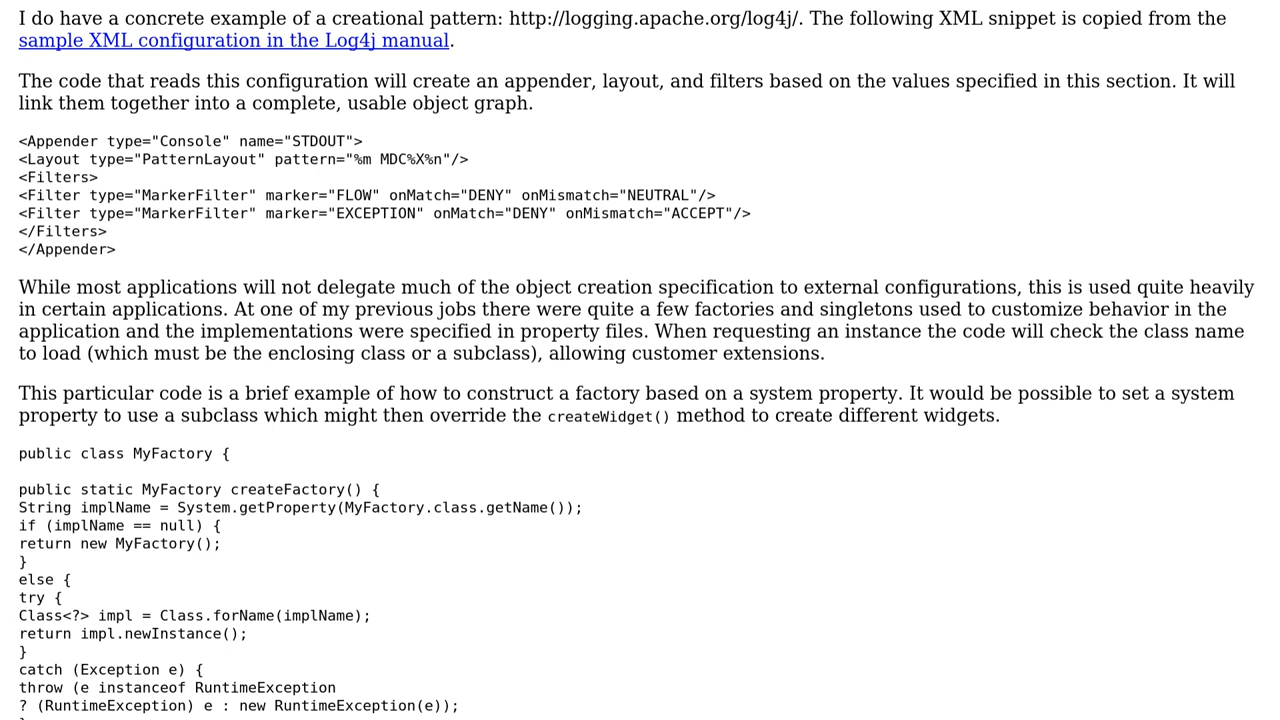 I do have a concrete example of a creational pattern: http://logging.apache.org/log4j/. The following XML snippet is copied from the
sample XML configuration in the Log4j manual.
The code that reads this configuration will create an appender, layout, and filters based on the values specified in this section. It will
link them together into a complete, usable object graph.
<Appender type="Console" name="STDOUT">
<Layout type="PatternLayout" pattern="%m MDC%X%n"/>
<Filters>
<Filter type="MarkerFilter" marker="FLOW" onMatch="DENY" onMismatch="NEUTRAL"/>
<Filter type="MarkerFilter" marker="EXCEPTION" onMatch="DENY" onMismatch="ACCEPT"/>
</Filters>
</Appender>
While most applications will not delegate much of the object creation specification to external configurations, this is used quite heavily
in certain applications. At one of my previous jobs there were quite a few factories and singletons used to customize behavior in the
application and the implementations were specified in property files. When requesting an instance the code will check the class name
to load (which must be the enclosing class or a subclass), allowing customer extensions.
This particular code is a brief example of how to construct a factory based on a system property. It would be possible to set a system
property to use a subclass which might then override the createWidget() method to create different widgets.
public class MyFactory {
public static MyFactory createFactory() {
String implName = System.getProperty(MyFactory.class.getName());
if (implName == null) {
return new MyFactory();
}
else {
try {
Class<?> impl = Class.forName(implName);
return impl.newInstance();
}
catch (Exception e) {
throw (e instanceof RuntimeException
? (RuntimeException) e : new RuntimeException(e));